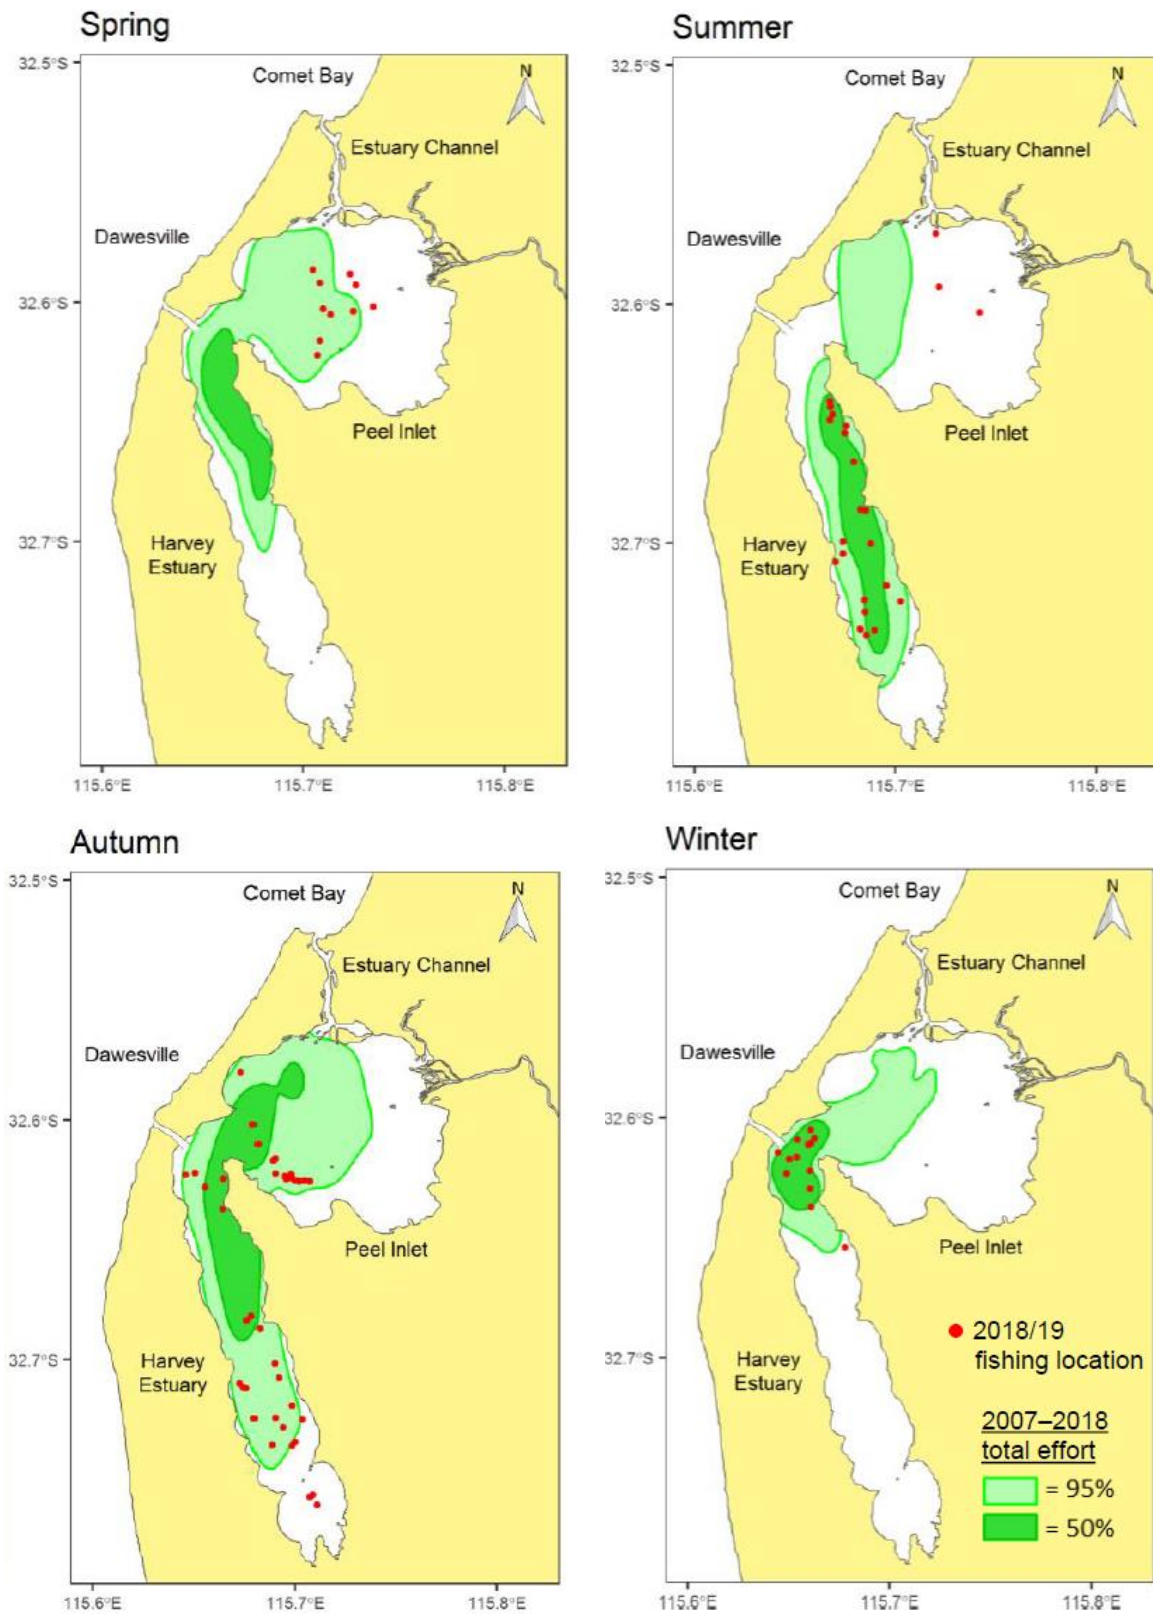 Spring
32.5°S
Comet Bay
N
Estuary Channel
Dawesville
32.6°S
Peel Inlet
32.7°S
Harvey
Estuary
115.6°E
115.7°E
115.8°E
Summer
32.5°S
Comet Bay
N
Estuary Channel
Dawesville
32.6°S
Peel Inlet
32.7°S
Harvey
Estuary
115.6°E
115.7°E
115.8°E
Autumn
32.5°S
Comet Bay
N
Estuary Channel
Dawesville
32.6°S
Peel Inlet
32.7°S
Harvey
Estuary
115.6°E
115.7°E
115.8°E
Winter
32.5°S
Comet Bay
N
Estuary Channel
Dawesville
32.6°S
Peel Inlet
32.7°S
Harvey
Estuary
2018/19
fishing location
2007–2018
total effort
= 95%
= 50%
115.6°E
115.7°E
115.8°E